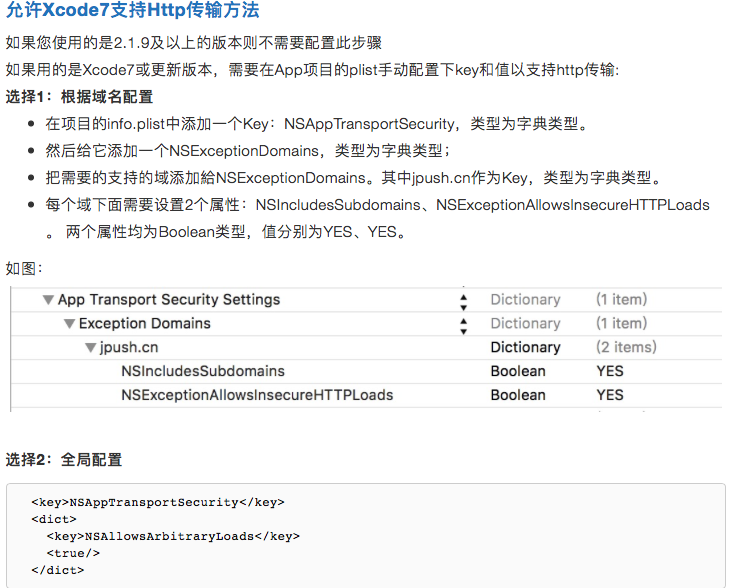 允许Xcode7支持Http传输方法
如果您使用的是2.1.9及以上的版本则不需要配置此步骤
如果用的是Xcode7或更新版本，需要在App项目的plist手动配置下key和值以支持http传输:
选择1：根据域名配置
在项目的info.plist中添加一个Key：NSAppTransportSecurity，类型为字典类型。
然后给它添加一个NSExceptionDomains，类型为字典类型；
把需要的支持的域添加給NSExceptionDomains。其中jpush.cn作为Key，类型为字典类型。
每个域下面需要设置2个属性：NSIncludesSubdomains、NSExceptionAllowsInsecureHTTPLoads
。 两个属性均为Boolean类型，值分别为YES、YES。
如图：
App Transport Security Settings Dictionary (1 item)
Exception Domains Dictionary (1 item)
jpush.cn Dictionary (2 items)
NSIncludesSubdomains Boolean YES
NSExceptionAllowsInsecureHTTPLoads Boolean YES
选择2：全局配置
<key>NSAppTransportSecurity</key>
<dict>
<key>NSAllowsArbitraryLoads</key>
<true/>
</dict>